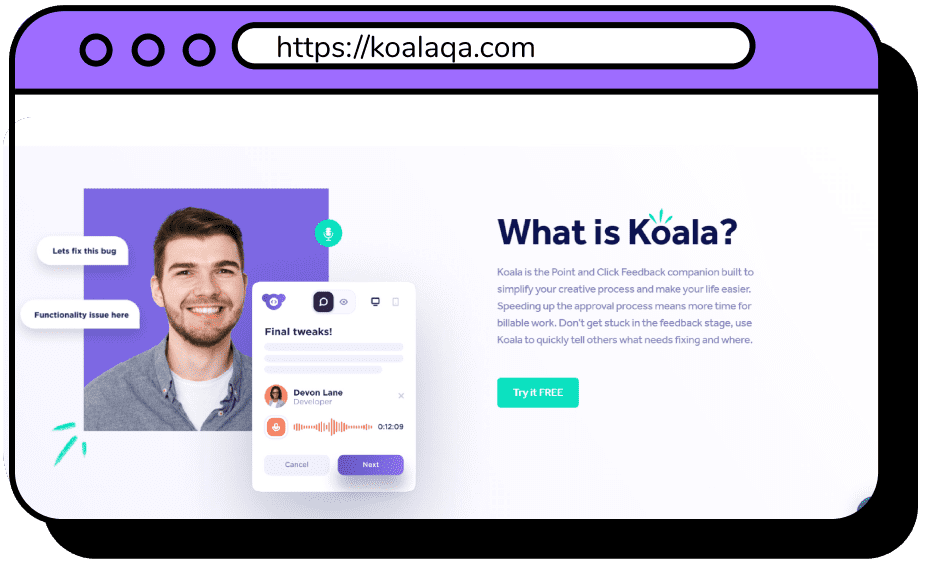 https://koalaqa.com
What is Koala?
Lets fix this bug
Functionality issue here
Final tweaks!
Devon Lane
Developer
0:12:09
Cancel
Next
Koala is the Point and Click Feedback companion built to
simplify your creative process and make your life easier.
Speeding up the approval process means more time for
billable work. Don't get stuck in the feedback stage, use
Koala to quickly tell others what needs fixing and where.
Try it FREE